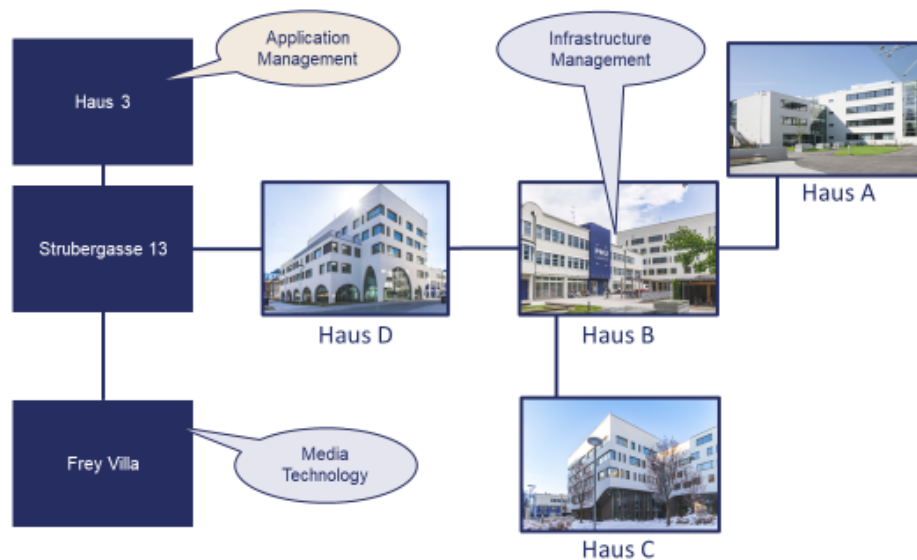 Application
Management
Infrastructure
Management
Haus 3
Haus A
Strubergasse 13
Haus D
Haus B
Frey Villa
Media
Technology
Haus C